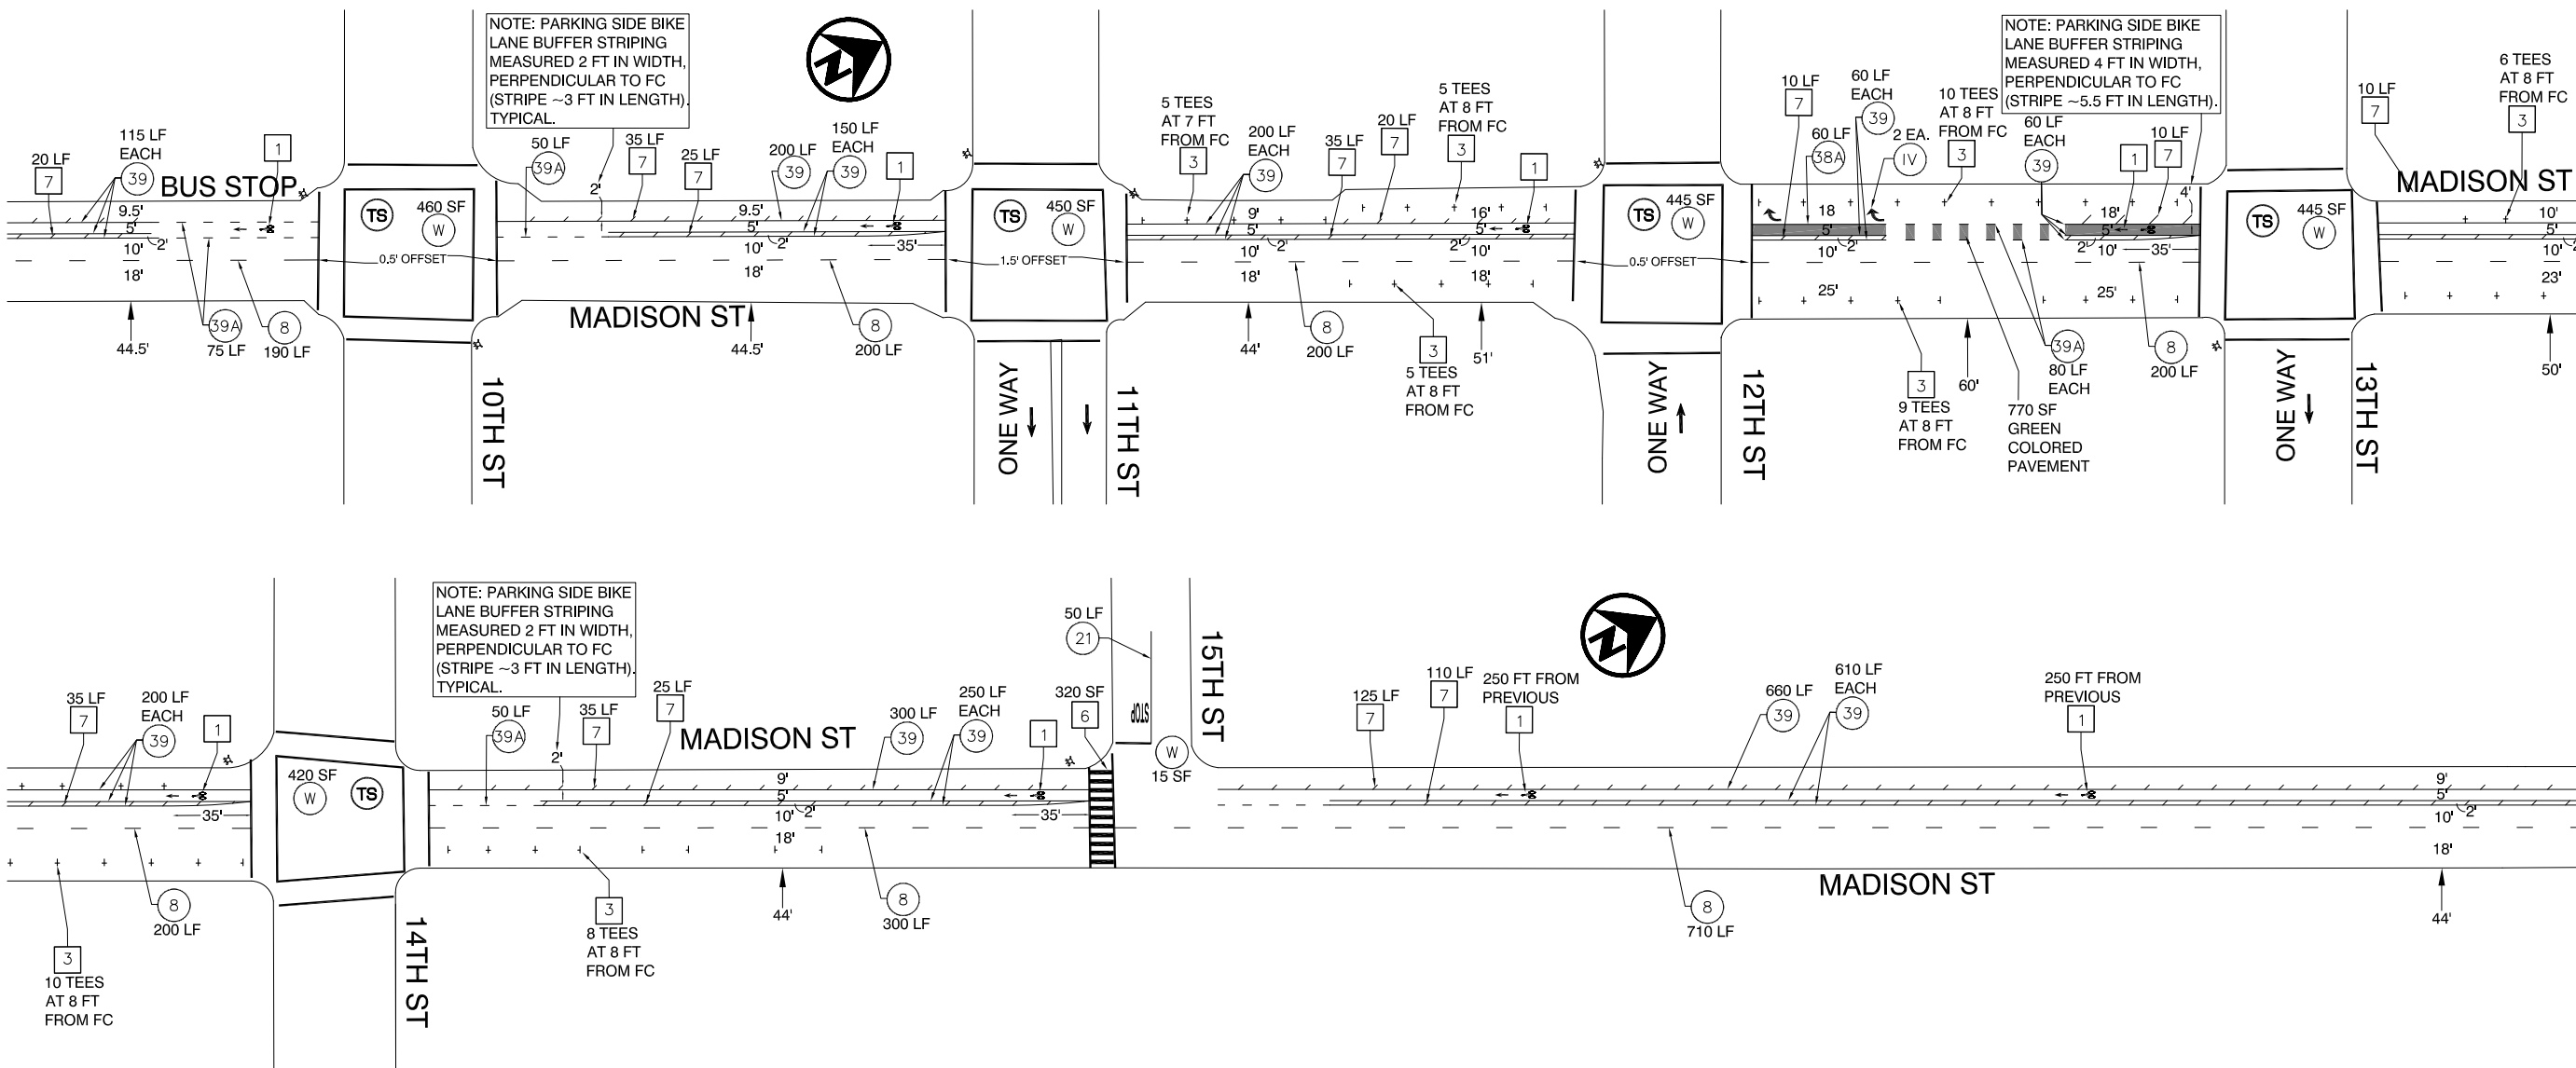 NOTE: PARKING SIDE BIKE
LANE BUFFER STRIPING
MEASURED 2 FT IN WIDTH,
PERPENDICULAR TO FC
(STRIPE ~3 FT IN LENGTH).
TYPICAL.
N
NOTE: PARKING SIDE BIKE
LANE BUFFER STRIPING
MEASURED 4 FT IN WIDTH,
PERPENDICULAR TO FC
(STRIPE ~5.5 FT IN LENGTH).
20 LF
7
115 LF
EACH
39
BUS STOP
1
9.5'
5'
10'
2'
18'
44.5'
39A
75 LF
8
190 LF
TS
460 SF
W
0.5' OFFSET
10TH ST
50 LF
39A
2'
35 LF
7
25 LF
7
200 LF
39
150 LF
EACH
39
1
9.5'
5'
10'
2'
35'
18'
MADISON ST
44.5'
8
200 LF
TS
450 SF
W
1.5' OFFSET
ONE WAY
11TH ST
5 TEES
AT 7 FT
FROM FC
3
200 LF
EACH
39
35 LF
7
20 LF
7
5 TEES
AT 8 FT
FROM FC
3
1
9'
5'
10'
2'
18'
16'
5'
2'
10'
18'
44'
8
200 LF
3
5 TEES
AT 8 FT
FROM FC
51'
TS
445 SF
W
0.5' OFFSET
ONE WAY
12TH ST
10 LF
7
60 LF
38A
60 LF
EACH
39
2 EA.
IV
10 TEES
AT 8 FT
FROM FC
3
60 LF
EACH
39
1
10 LF
7
4'
18
5'
10'
2'
25'
18'
5'
2'
10'
35'
25'
3
9 TEES
AT 8 FT
FROM FC
60'
770 SF
GREEN
COLORED
PAVEMENT
39A
80 LF
EACH
8
200 LF
TS
445 SF
W
ONE WAY
13TH ST
10 LF
7
6 TEES
AT 8 FT
FROM FC
3
MADISON ST
10'
5'
10'
23'
50'
NOTE: PARKING SIDE BIKE
LANE BUFFER STRIPING
MEASURED 2 FT IN WIDTH,
PERPENDICULAR TO FC
(STRIPE ~3 FT IN LENGTH).
TYPICAL.
N
35 LF
7
200 LF
EACH
39
1
35'
8
200 LF
3
10 TEES
AT 8 FT
FROM FC
420 SF
W
TS
14TH ST
50 LF
39A
2'
35 LF
7
25 LF
7
MADISON ST
300 LF
39
250 LF
EACH
39
1
320 SF
6
50 LF
21
STOP
15TH ST
W
15 SF
9'
5'
10'
2'
18'
35'
3
8 TEES
AT 8 FT
FROM FC
44'
8
300 LF
125 LF
7
110 LF
7
250 FT FROM
PREVIOUS
1
660 LF
39
610 LF
EACH
39
250 FT FROM
PREVIOUS
1
9'
5'
10'
2'
18'
8
710 LF
MADISON ST
44'